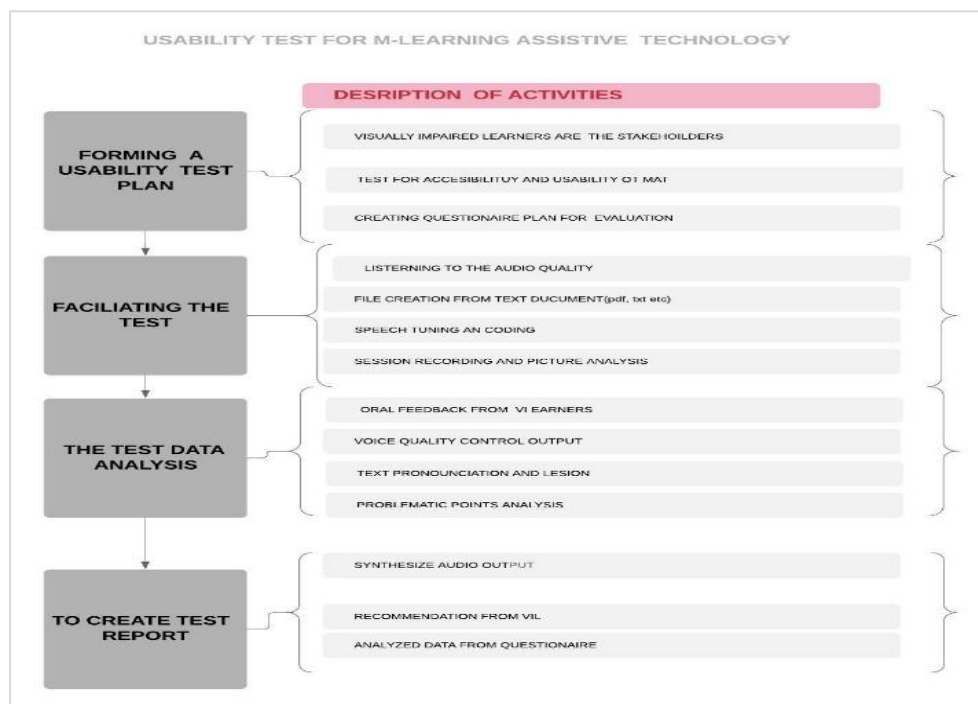 USABILITY TEST FOR M-LEARNING ASSISTIVE TECHNOLOGY
DESRIPTION OF ACTIVITIES
FORMING A
USABILITY TEST
PLAN
VISUALLY IMPAIRED LEARNERS ARE THE STAKEHOILDERS
TEST FOR ACCESIBILITUY AND USABILITY OT MAT
CREATING QUESTIONAIRE PLAN FOR EVALUATION
FACILIATING THE
TEST
LISTERNING TO THE AUDIO QUALITY
FILE CREATION FROM TEXT DUCUMENT(pdf, txt etc)
SPEECH TUNING AN CODING
SESSION RECORDING AND PICTURE ANALYSIS
THE TEST DATA
ANALYSIS
ORAL FEEDBACK FROM VI EARNERS
VOICE QUALITY CONTROL OUTPUT
TEXT PRONOUNCIATION AND LESION
PROBLEMATIC POINTS ANALYSIS
TO CREATE TEST
REPORT
SYNTHESIZE AUDIO OUTPUT
RECOMMENDATION FROM VIL
ANALYZED DATA FROM QUESTIONAIRE